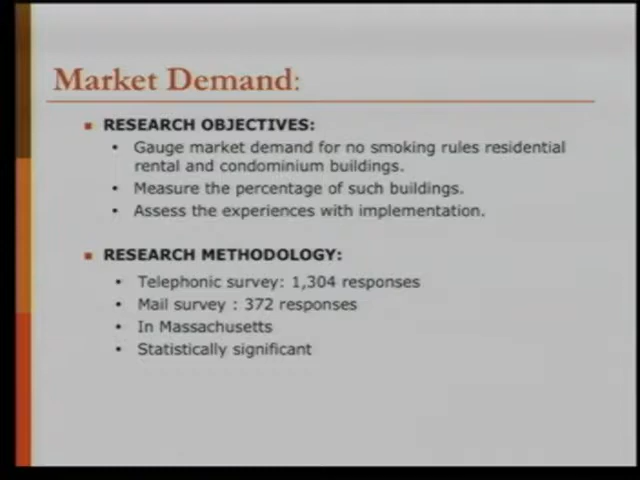 Market Demand:
RESEARCH OBJECTIVES:
Gauge market demand for no smoking rules residential
rental and condominium buildings.
Measure the percentage of such buildings.
Assess the experiences with implementation.
RESEARCH METHODOLOGY:
Telephonic survey: 1,304 responses
Mail survey : 372 responses
In Massachusetts
Statistically significant